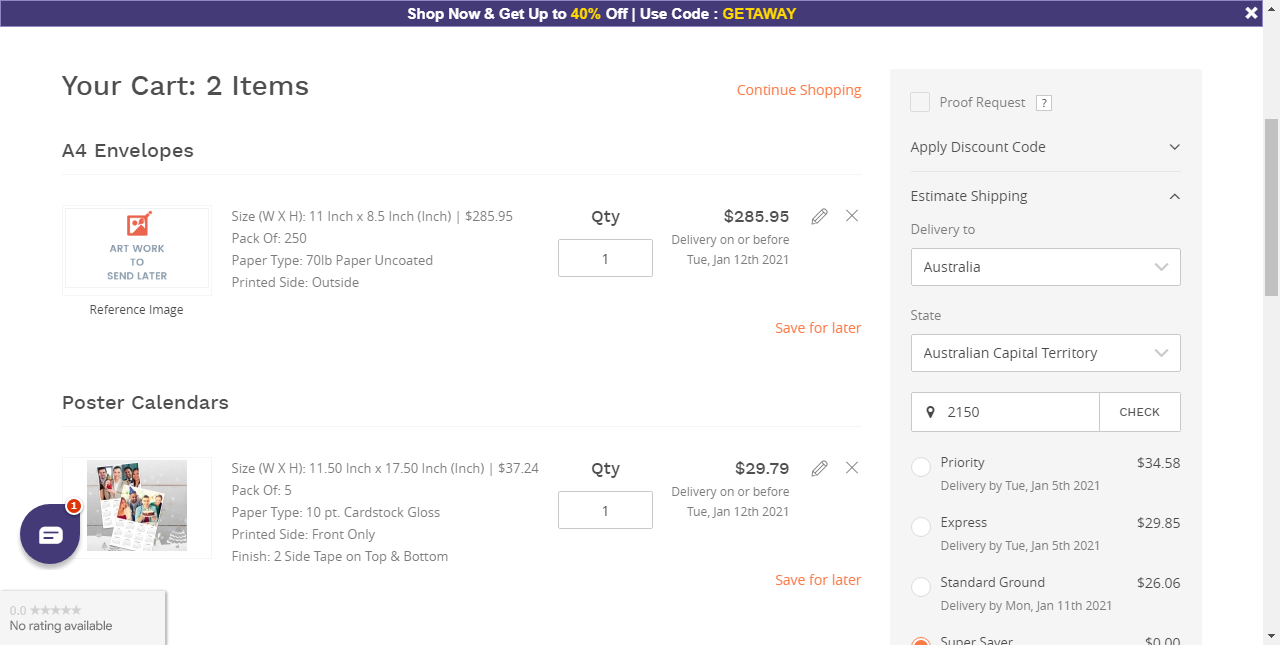 Shop Now & Get Up to 40% Off | Use Code : GETAWAY
Your Cart: 2 Items
Continue Shopping
A4 Envelopes
ART WORK
TO
SEND LATER
Reference Image
Size (W X H): 11 Inch x 8.5 Inch (Inch) | $285.95
Pack Of: 250
Paper Type: 70lb Paper Uncoated
Printed Side: Outside
Qty
1
$285.95
Delivery on or before
Tue, Jan 12th 2021
Save for later
Poster Calendars
Size (W X H): 11.50 Inch x 17.50 Inch (Inch) | $37.24
Pack Of: 5
Paper Type: 10 pt. Cardstock Gloss
Printed Side: Front Only
Finish: 2 Side Tape on Top & Bottom
Qty
1
$29.79
Delivery on or before
Tue, Jan 12th 2021
Save for later
1
0.0 ★★★★★
No rating available
Proof Request ?
Apply Discount Code
Estimate Shipping
Delivery to
Australia
State
Australian Capital Territory
2150 CHECK
Priority $34.58
Delivery by Tue, Jan 5th 2021
Express $29.85
Delivery by Tue, Jan 5th 2021
Standard Ground $26.06
Delivery by Mon, Jan 11th 2021
Super Saver $0.00